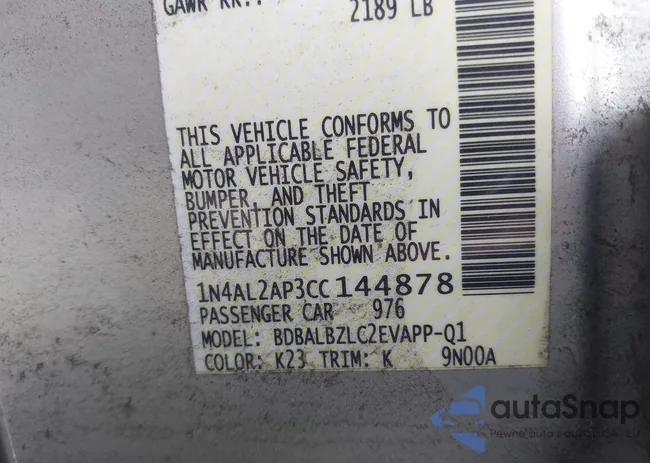 GAWR RR.:
2189 LB
THIS VEHICLE CONFORMS TO
ALL APPLICABLE FEDERAL
MOTOR VEHICLE SAFETY,
BUMPER, AND THEFT
PREVENTION STANDARDS IN
EFFECT ON THE DATE OF
MANUFACTURE SHOWN ABOVE.
1N4AL2AP3CC144878
PASSENGER CAR 976
MODEL: BDBALBZLC2EVAPP-Q1
COLOR: K23 TRIM: K 9N00A
autaSnap
Pewne auta